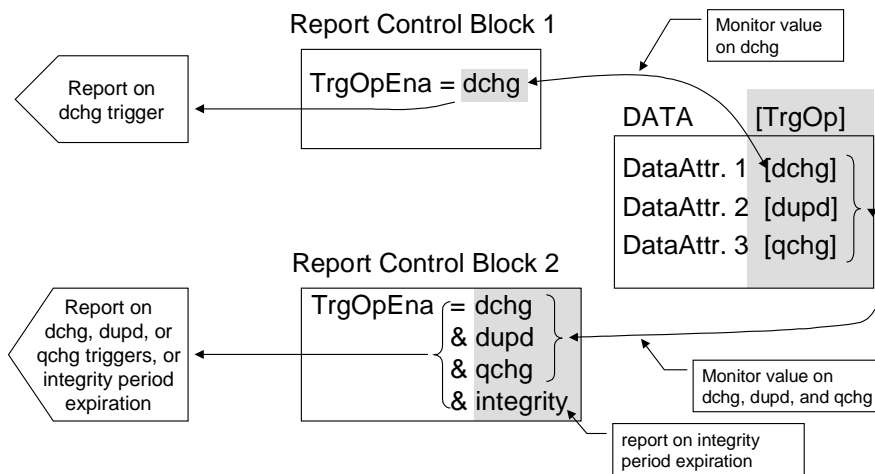 Report Control Block 1
Monitor value
on dchg
TrgOpEna = dchg
Report on
dchg trigger
DATA [TrgOp]
DataAttr. 1 [dchg]
DataAttr. 2 [dupd]
DataAttr. 3 [qchg]
Report Control Block 2
TrgOpEna = dchg
& dupd
& qchg
& integrity
Report on
dchg, dupd, or
qchg triggers, or
integrity period
expiration
Monitor value on
dchg, dupd, and qchg
report on integrity
period expiration